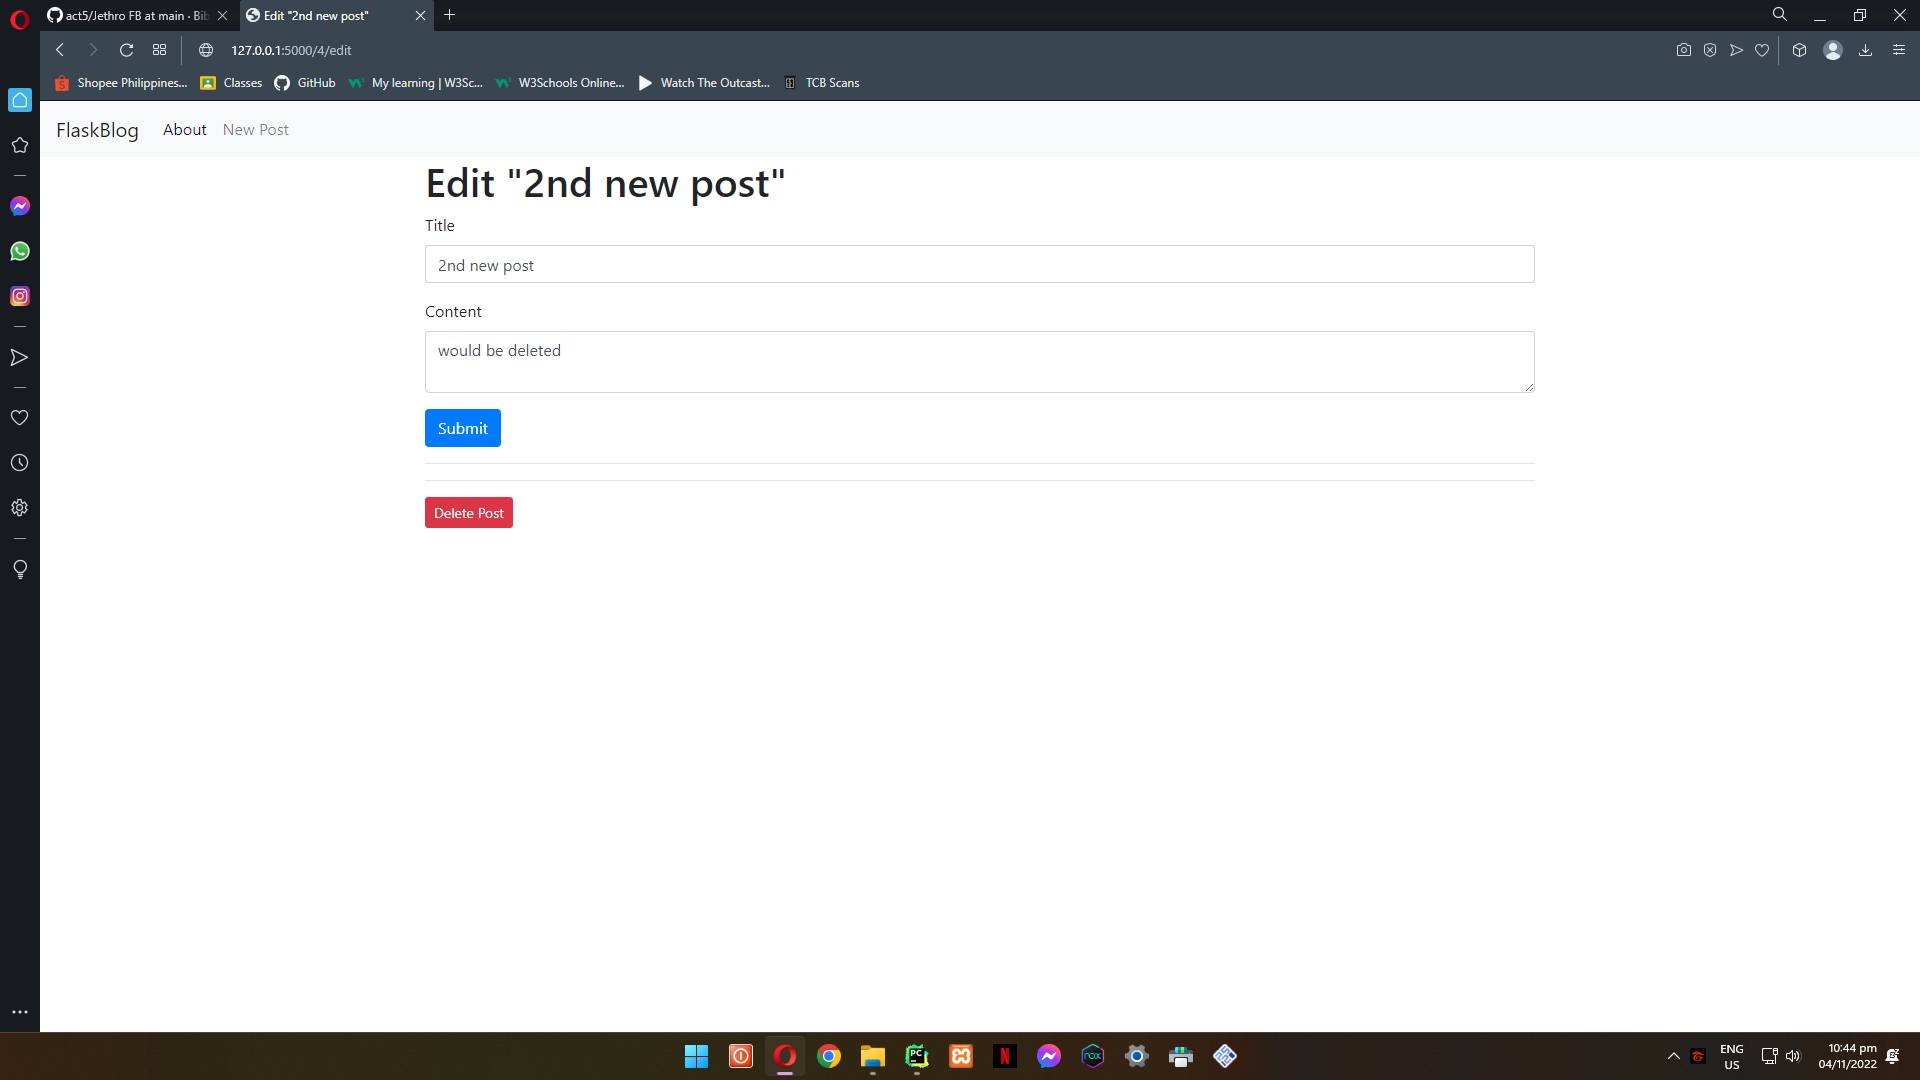 act5/Jethro FB at main · Bib
Edit "2nd new post"
127.0.0.1:5000/4/edit
Shopee Philippines...
Classes
GitHub
My learning | W3Sc...
W3Schools Online...
Watch The Outcast...
TCB Scans
FlaskBlog
About
New Post
Edit "2nd new post"
Title
2nd new post
Content
would be deleted
Submit
Delete Post
ENG
US
10:44 pm
04/11/2022